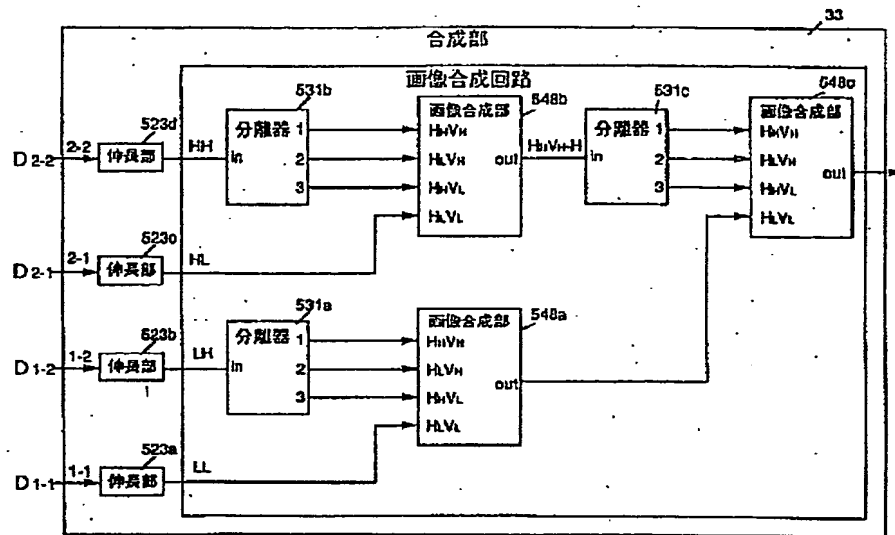 33
合成部
画像合成回路
523d
531b
548b
531c
548c
D2-2
2-2
伸長部
HH
分離器
in
1
2
3
画像合成部
HHVH
HLVH
HHVL
HLVL
out
HHVH-H
分離器
in
1
2
3
画像合成部
HHVH
HLVH
HHVL
HLVL
out
523c
D2-1
2-1
伸長部
HL
523b
531a
548a
D1-2
1-2
伸長部
LH
分離器
in
1
2
3
画像合成部
HHVH
HLVH
HHVL
HLVL
out
523a
D1-1
1-1
伸長部
LL